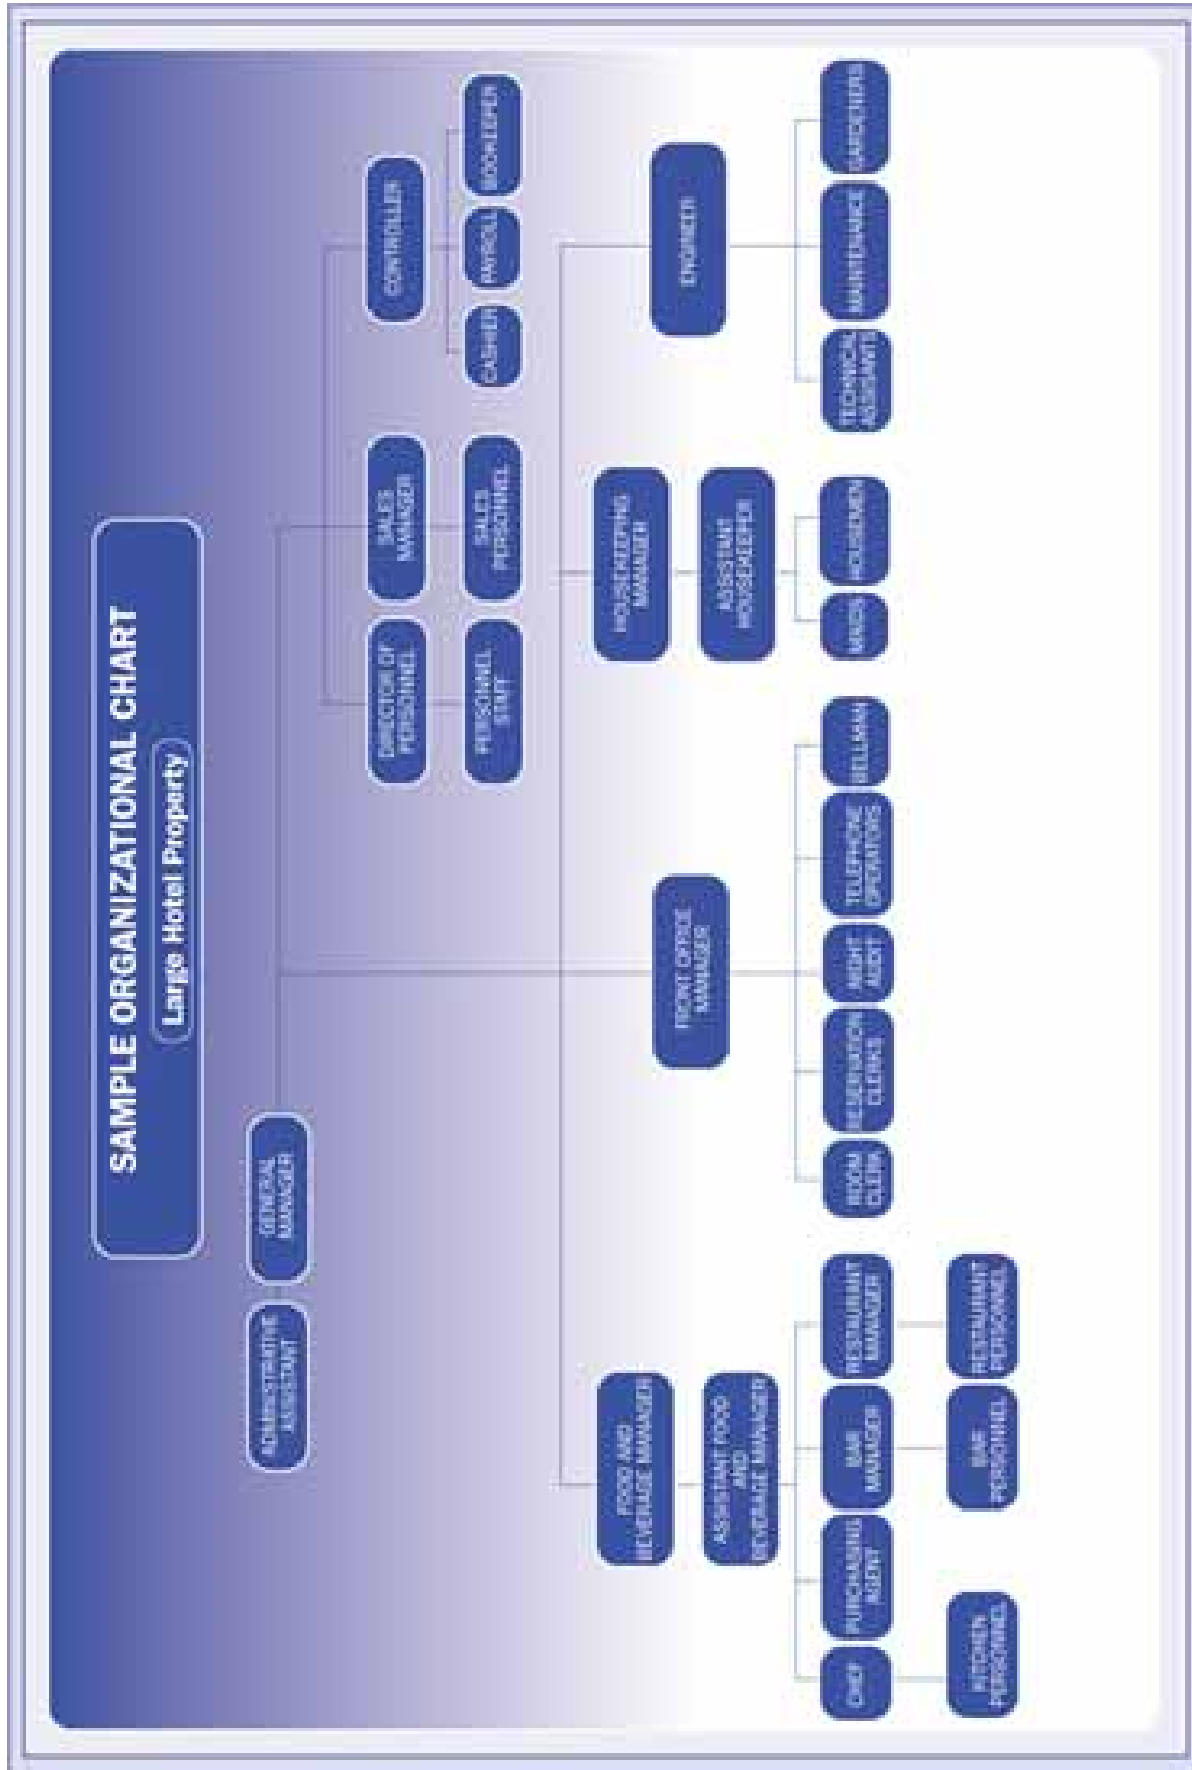 SAMPLE ORGANIZATIONAL CHART
Large Hotel Property
ADMINISTRATIVE
ASSISTANT
GENERAL
MANAGER
DIRECTOR OF
PERSONNEL
SALES
MANAGER
CONTROLLER
PERSONNEL
STAFF
SALES
PERSONNEL
CASHIER
PAYROLL
BOOKEEPER
FOOD AND
BEVERAGE MANAGER
FRONT OFFICE
MANAGER
HOUSEKEEPING
MANAGER
ENGINEER
ASSISTANT FOOD
AND
BEVERAGE MANAGER
ASSISTANT
HOUSEKEEPER
CHEF
PURCHASING
AGENT
BAR
MANAGER
RESTAURANT
MANAGER
ROOM
CLERK
RESERVATION
CLERKS
NIGHT
AUDIT
TELEPHONE
OPERATORS
BELLMAN
MAIDS
HOUSEMEN
TECHNICAL
ASSISTANTS
MAINTENANCE
GARDENERS
KITCHEN
PERSONNEL
BAR
PERSONNEL
RESTAURANT
PERSONNEL